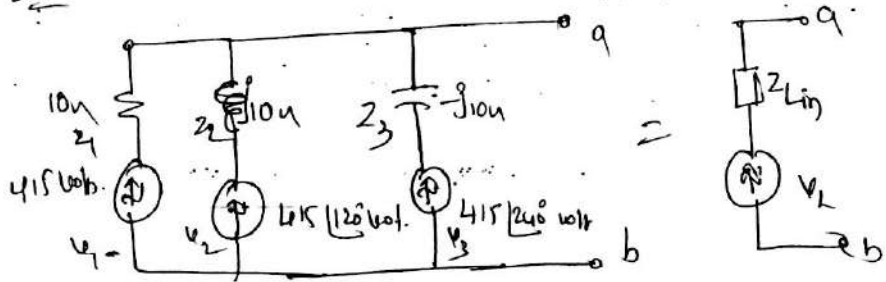 a
10Ω
Z1
j10Ω
Z2
Z3
-j10Ω
=
a
ZLin
415 volt.
V1
V2
415∠120° volt.
V3
415∠240° volt
b
VL
b